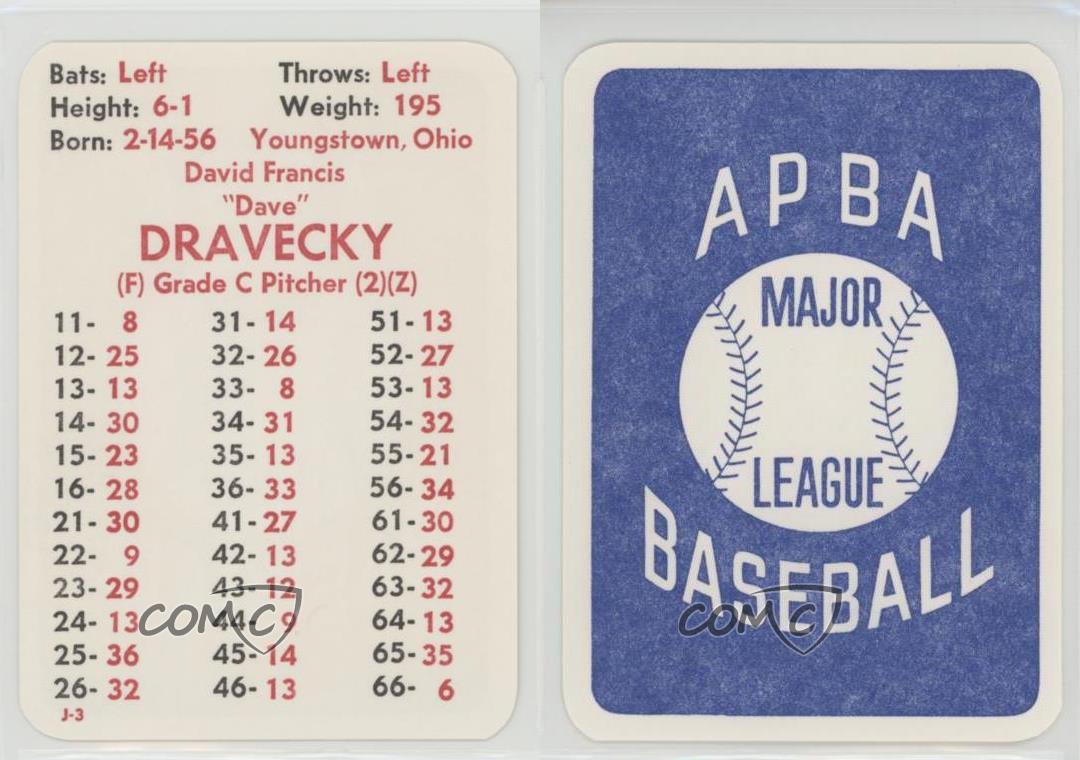 Bats: Left Throws: Left
Height: 6-1 Weight: 195
Born: 2-14-56 Youngstown, Ohio
David Francis
"Dave"
DRAVECKY
(F) Grade C Pitcher (2)(Z)
11- 8 31- 14 51- 13
12- 25 32- 26 52- 27
13- 13 33- 8 53- 13
14- 30 34- 31 54- 32
15- 23 35- 13 55- 21
16- 28 36- 33 56- 34
21- 30 41- 27 61- 30
22- 9 42- 13 62- 29
23- 29 43- 12 63- 32
24- 13 44- 9 64- 13
25- 36 45- 14 65- 35
26- 32 46- 13 66- 6
J-3
COMC
APBA
MAJOR
LEAGUE
BASEBALL
COMC